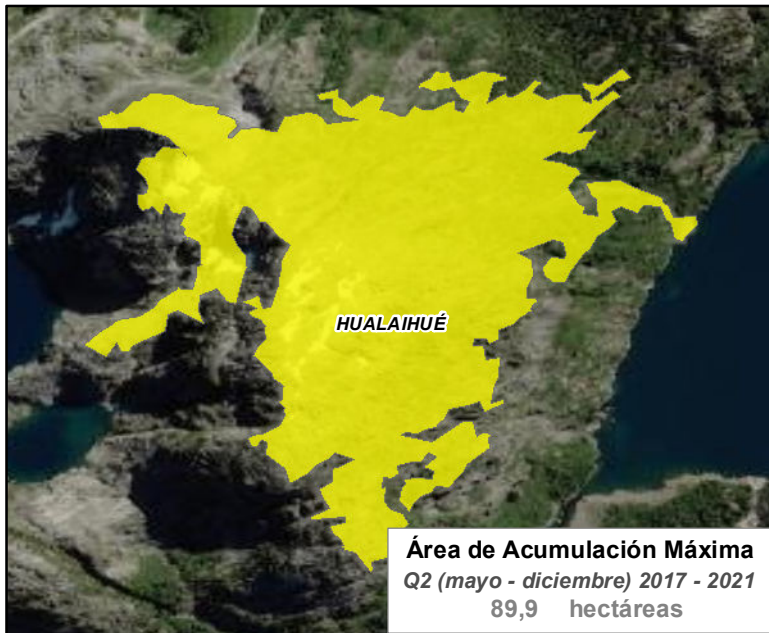 HUALAIHUÉ
Área de Acumulación Máxima
Q2 (mayo - diciembre) 2017 - 2021
89,9 hectáreas